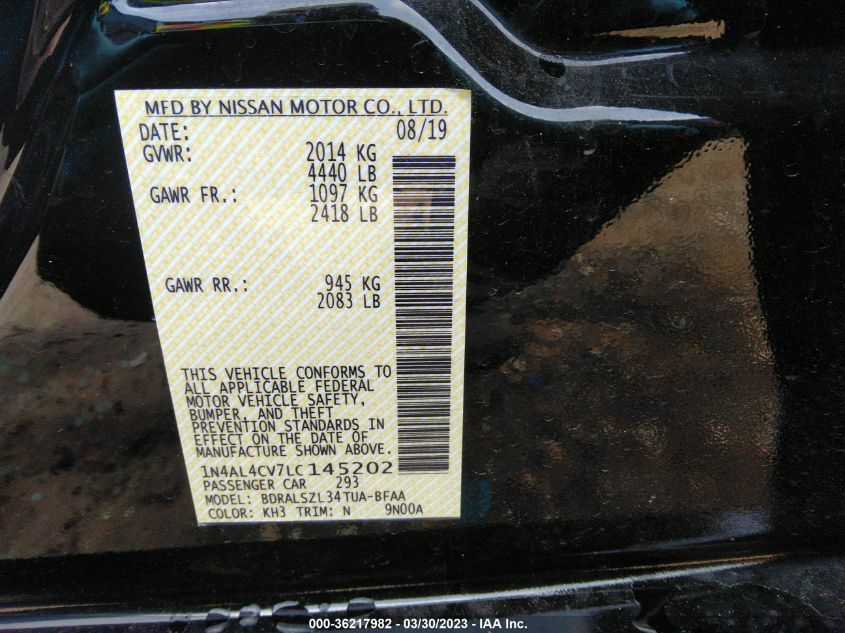 MFD BY NISSAN MOTOR CO., LTD.
DATE: 08/19
GVWR: 2014 KG
4440 LB
GAWR FR.: 1097 KG
2418 LB
GAWR RR.: 945 KG
2083 LB
THIS VEHICLE CONFORMS TO
ALL APPLICABLE FEDERAL
MOTOR VEHICLE SAFETY,
BUMPER, AND THEFT
PREVENTION STANDARDS IN
EFFECT ON THE DATE OF
MANUFACTURE SHOWN ABOVE.
1N4AL4CV7LC145202
PASSENGER CAR 293
MODEL: BDRALSZL34TUA-BFAA
COLOR: KH3 TRIM: N 9N00A
000-36217982 - 03/30/2023 - IAA Inc.